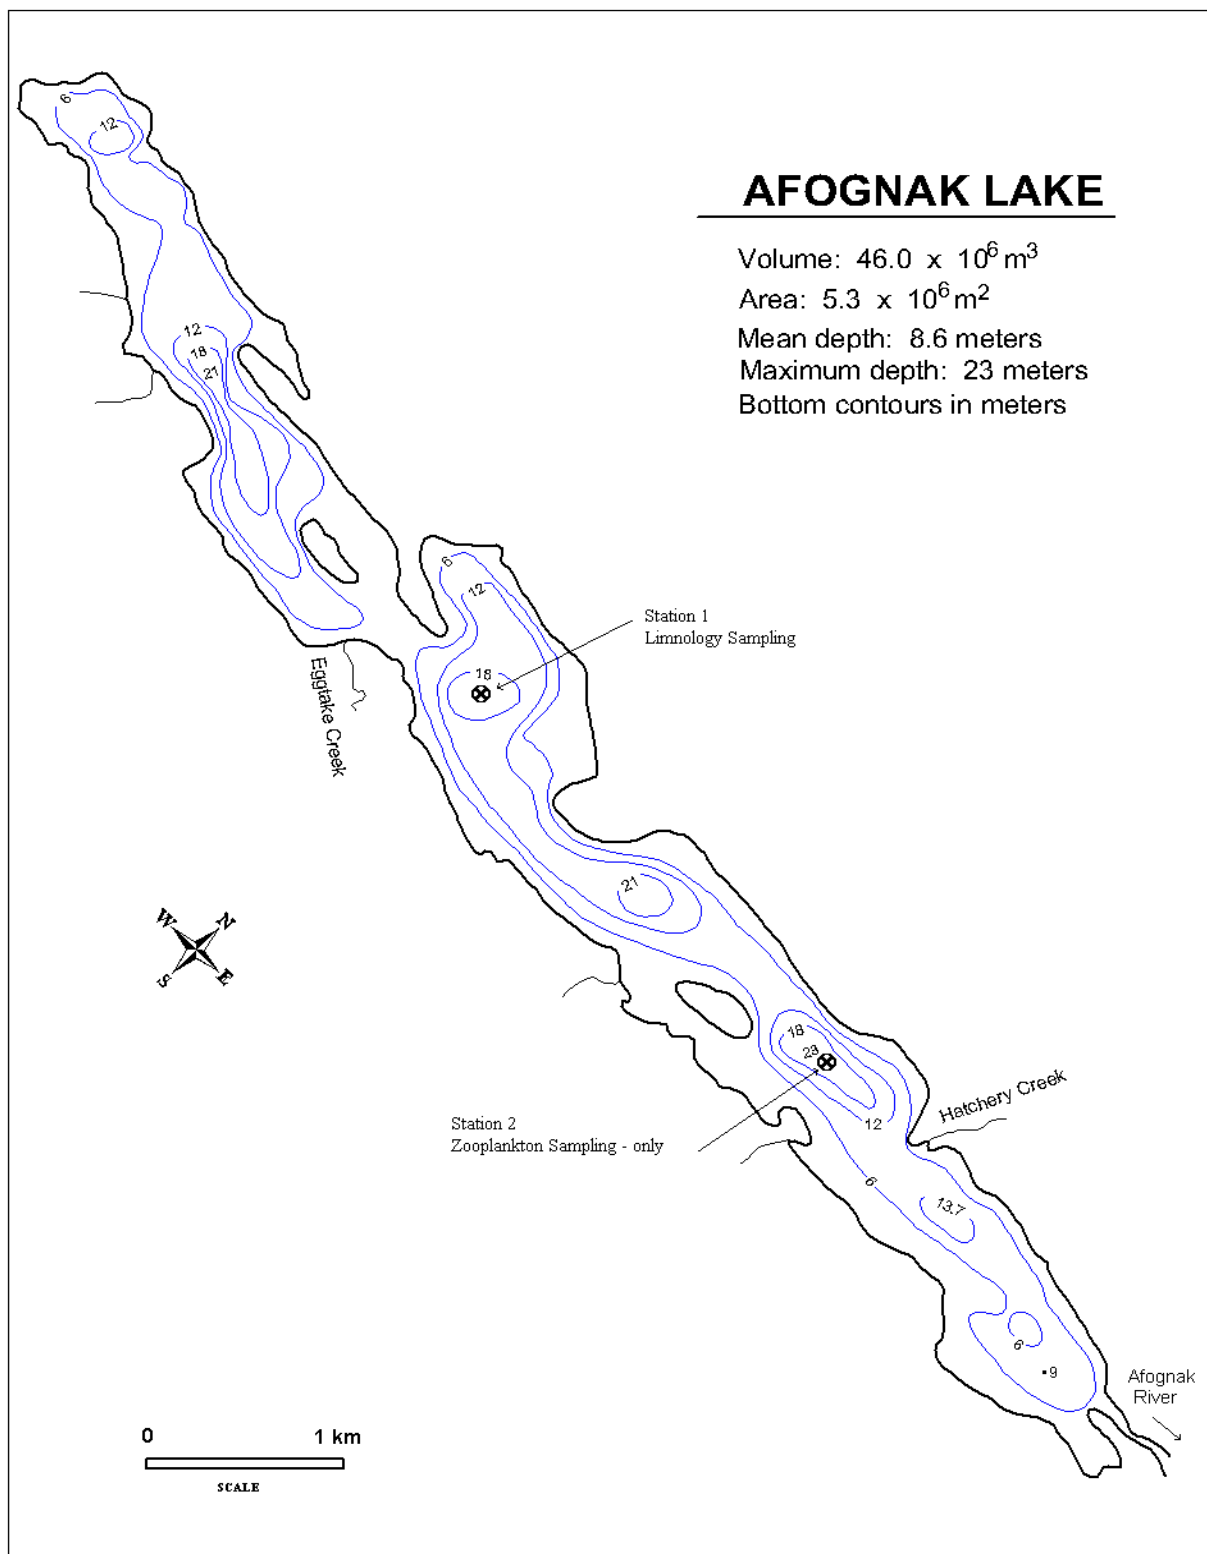 AFOGNAK LAKE
Volume: 46.0 x 10⁶ m³
Area: 5.3 x 10⁶ m²
Mean depth: 8.6 meters
Maximum depth: 23 meters
Bottom contours in meters
6
12
12
18
21
6
12
Station 1
Limnology Sampling
18
Eggtake Creek
21
W N
S E
18
23
Station 2
Zooplankton Sampling - only
12
Hatchery Creek
6
13.7
6
9
Afognak
River
0 1 km
SCALE